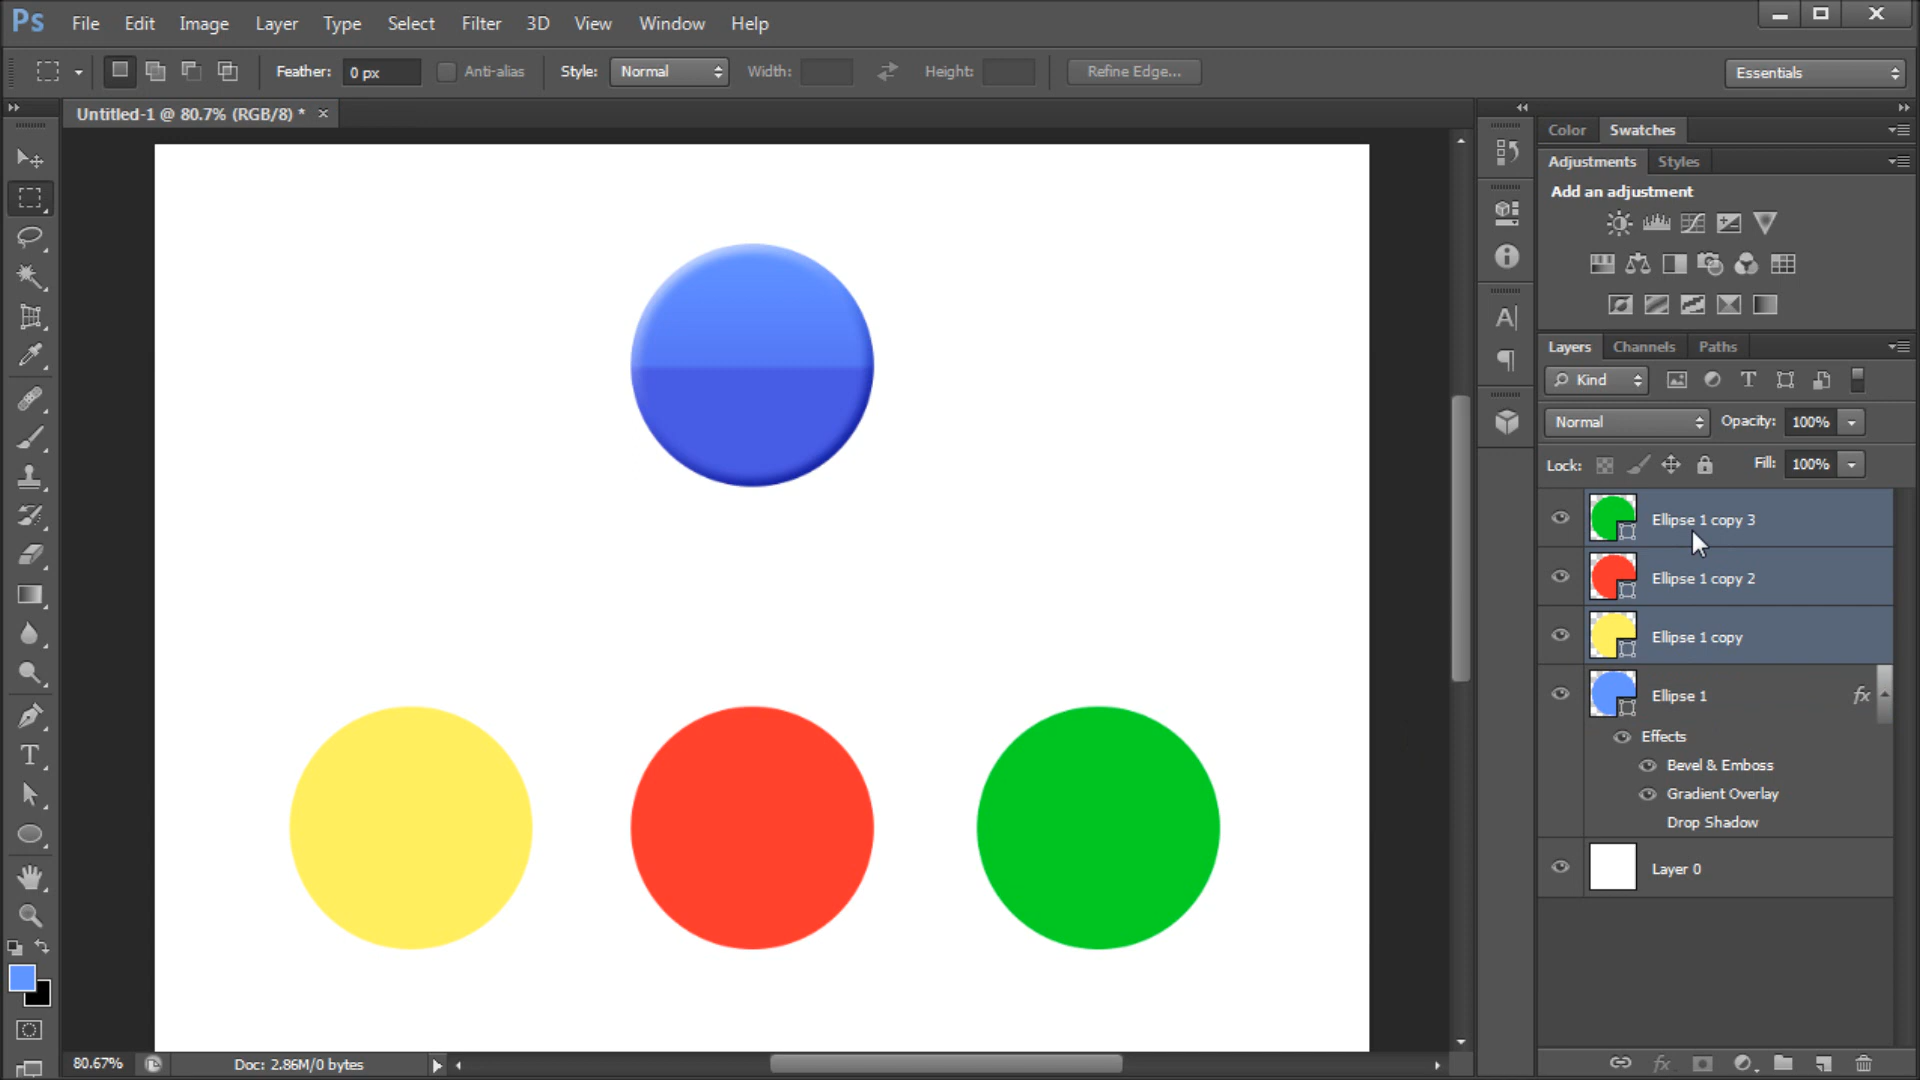 Ps File Edit Image Layer Type Select Filter 3D View Window Help
Feather: 0 px Anti-alias Style: Normal Width: Height: Refine Edge... Essentials
Untitled-1 @ 80.7% (RGB/8) * ×
Color Swatches
Adjustments Styles
Add an adjustment
Layers Channels Paths
Kind
Normal Opacity: 100%
Lock: Fill: 100%
Ellipse 1 copy 3
Ellipse 1 copy 2
Ellipse 1 copy
Ellipse 1 fx
Effects
Bevel & Emboss
Gradient Overlay
Drop Shadow
Layer 0
80.67% Doc: 2.86M/0 bytes fx